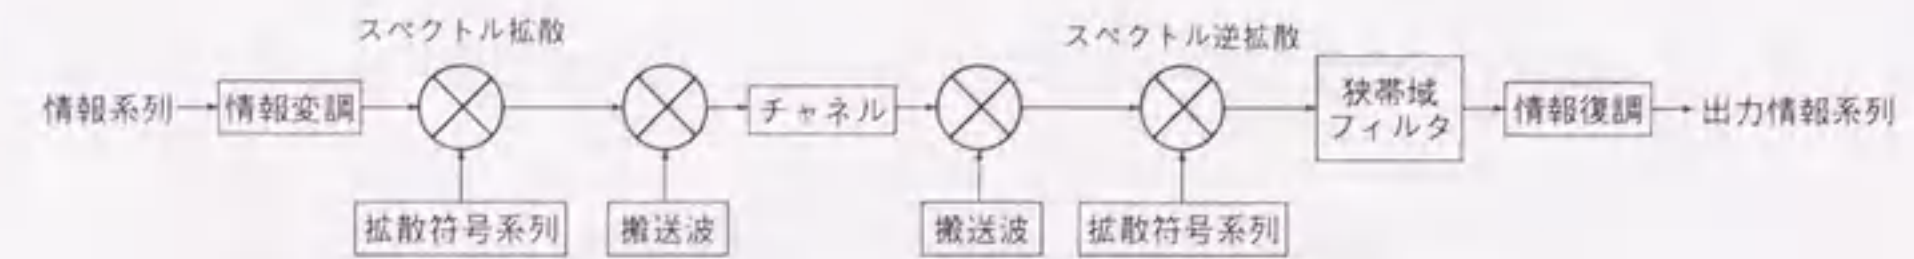 スペクトル拡散
スペクトル逆拡散
情報系列
情報変調
チャネル
狭帯域
フィルタ
情報復調
出力情報系列
拡散符号系列
搬送波
搬送波
拡散符号系列